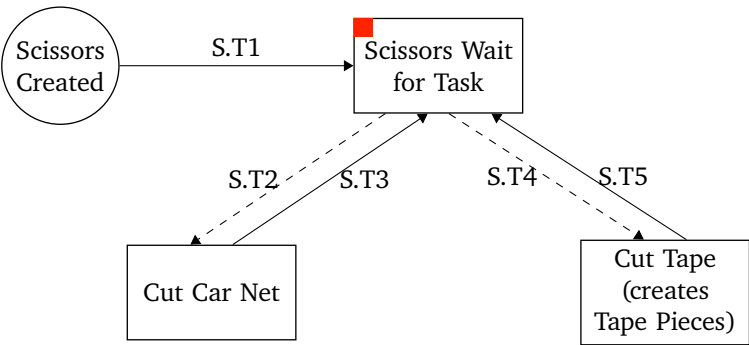 Scissors
Created
S.T1
Scissors Wait
for Task
S.T2
S.T3
S.T4
S.T5
Cut Car Net
Cut Tape
(creates
Tape Pieces)